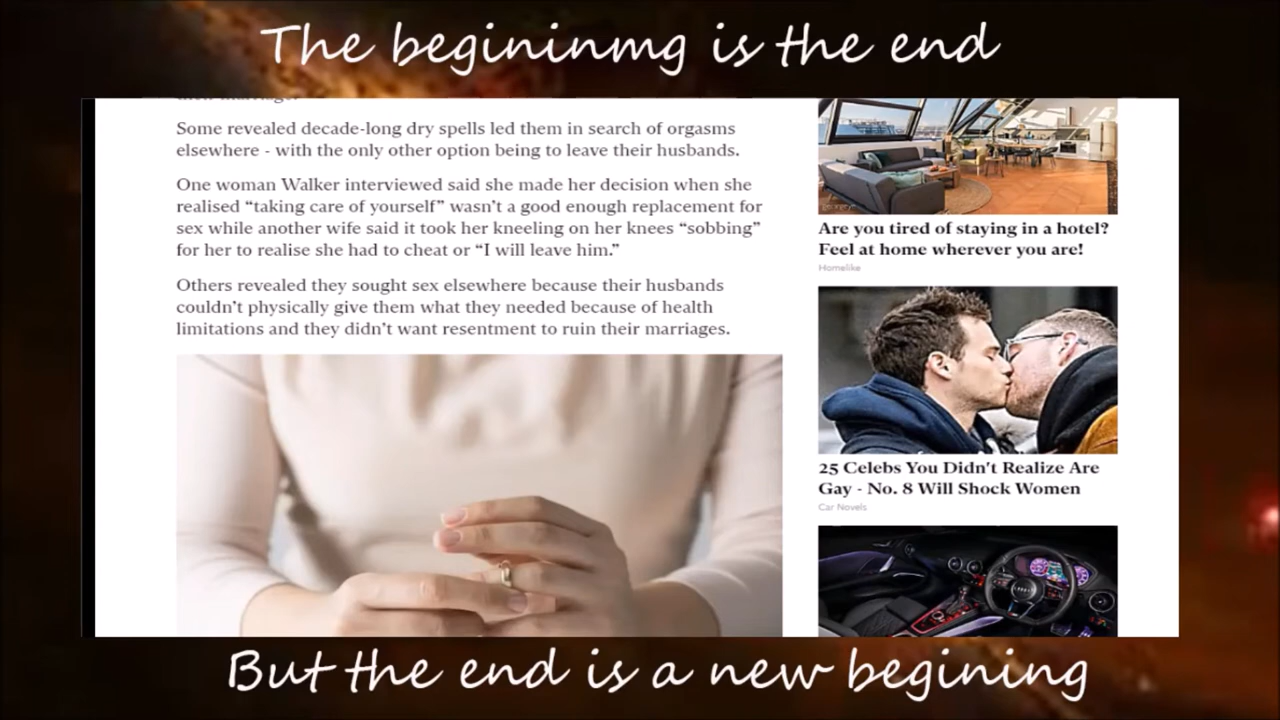 The begininmg is the end
Some revealed decade-long dry spells led them in search of orgasms
elsewhere - with the only other option being to leave their husbands.
One woman Walker interviewed said she made her decision when she
realised “taking care of yourself” wasn’t a good enough replacement for
sex while another wife said it took her kneeling on her knees “sobbing”
for her to realise she had to cheat or “I will leave him.”
Others revealed they sought sex elsewhere because their husbands
couldn’t physically give them what they needed because of health
limitations and they didn’t want resentment to ruin their marriages.
Are you tired of staying in a hotel?
Feel at home wherever you are!
Homelike
25 Celebs You Didn’t Realize Are
Gay - No. 8 Will Shock Women
Car Novels
But the end is a new begining